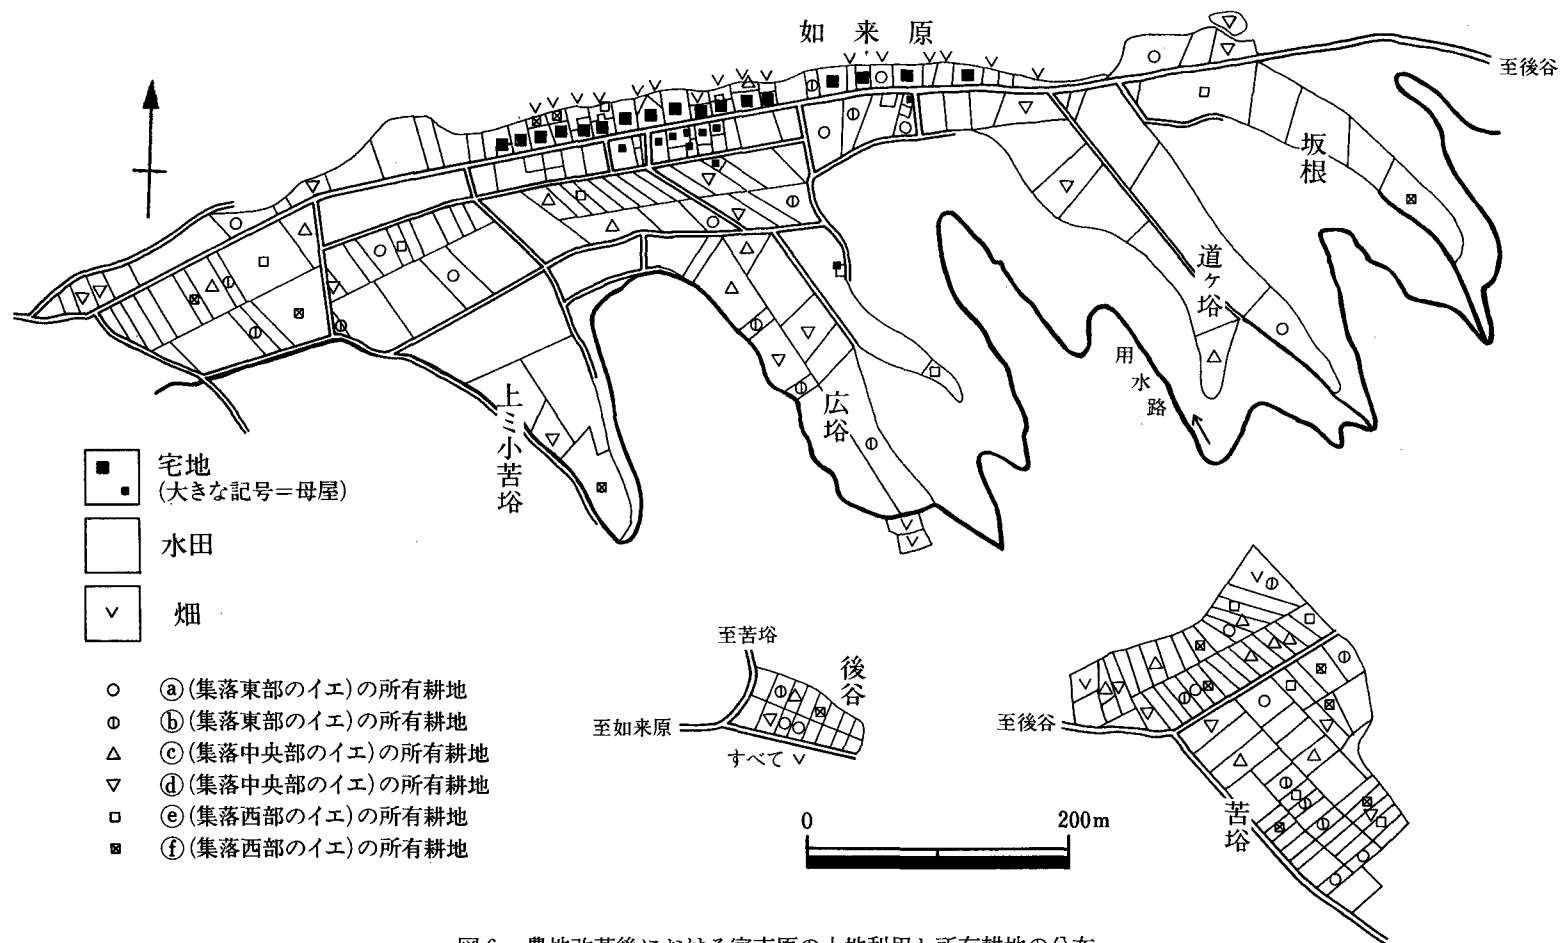 如来原
至後谷
坂根
道ヶ垰
用水路
広垰
上ミ小苦垰
宅地
(大きな記号=母屋)
水田
畑
ⓐ(集落東部のイエ)の所有耕地
ⓑ(集落東部のイエ)の所有耕地
ⓒ(集落中央部のイエ)の所有耕地
ⓓ(集落中央部のイエ)の所有耕地
ⓔ(集落西部のイエ)の所有耕地
ⓕ(集落西部のイエ)の所有耕地
至苦垰
後谷
至如来原
すべて
至後谷
苦垰
0 200m